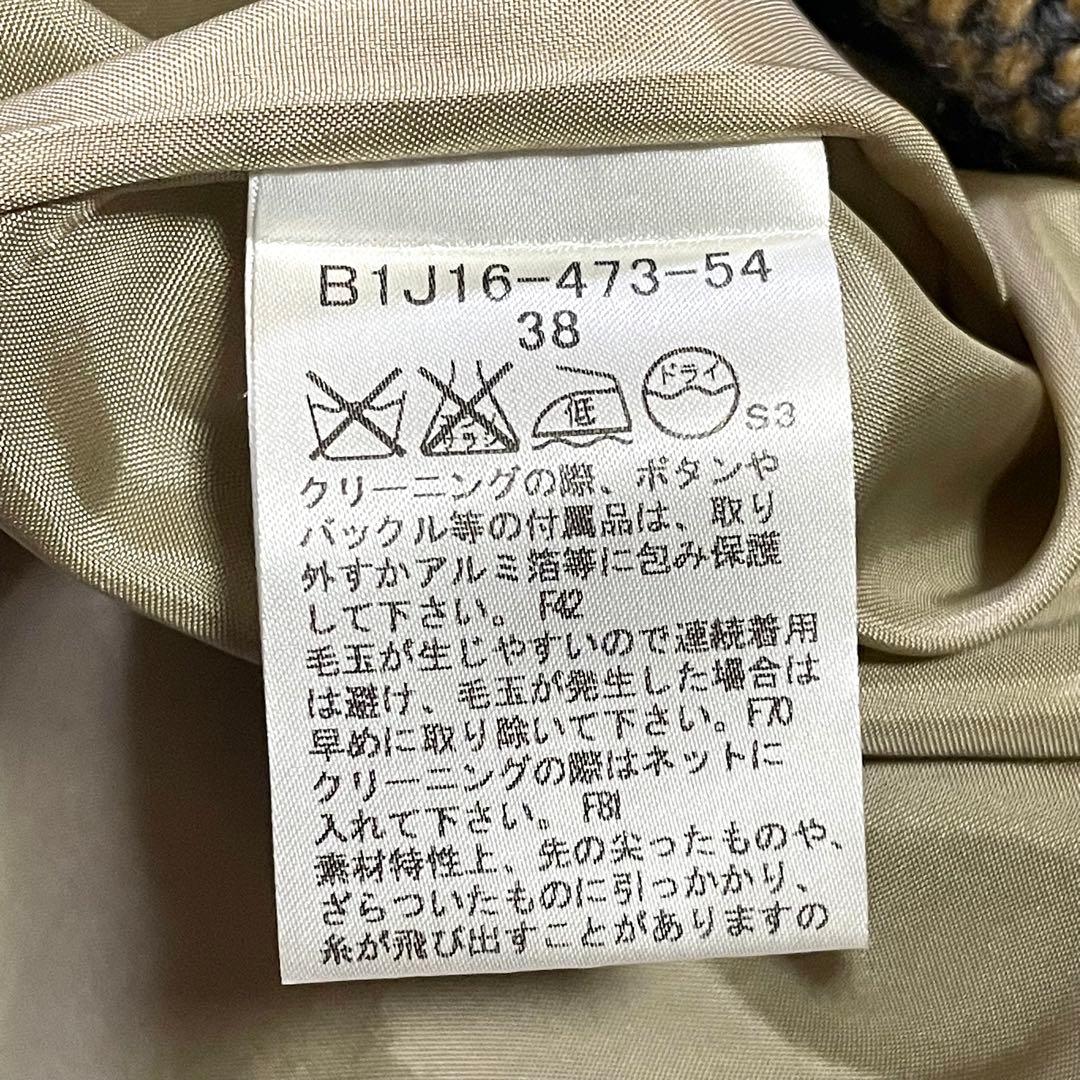 B1J16-473-54
38
エンソ
サラシ
低
ドライ
S3
クリーニングの際、ボタンや
バックル等の付属品は、取り
外すかアルミ箔等に包み保護
して下さい。 F42
毛玉が生じやすいので連続着用
は避け、毛玉が発生した場合は
早めに取り除いて下さい。F70
クリーニングの際はネットに
入れて下さい。 F81
素材特性上、先の尖ったものや、
ざらついたものに引っかかり、
糸が飛び出すことがありますの